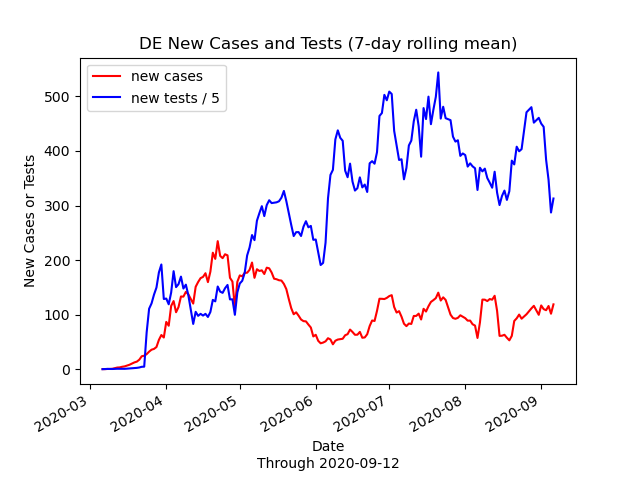 DE New Cases and Tests (7-day rolling mean)
new cases
new tests / 5
New Cases or Tests
500
400
300
200
100
0
2020-03
2020-04
2020-05
2020-06
2020-07
2020-08
2020-09
Date
Through 2020-09-12